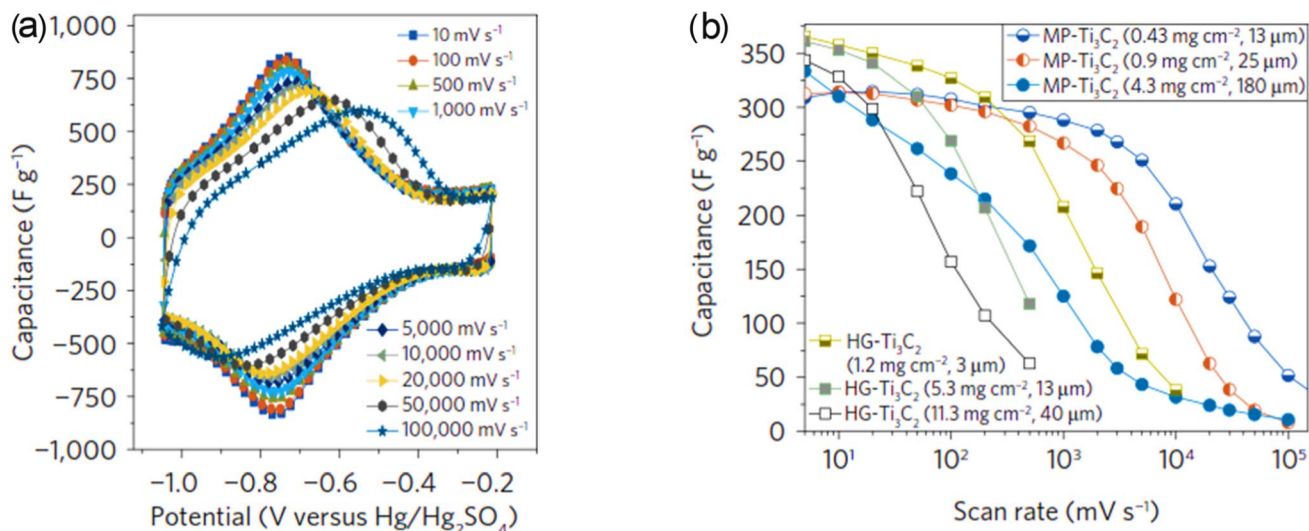 (a)
1,000
750
500
250
0
−250
−500
−750
−1,000
Capacitance (F g⁻¹)
10 mV s⁻¹
100 mV s⁻¹
500 mV s⁻¹
1,000 mV s⁻¹
5,000 mV s⁻¹
10,000 mV s⁻¹
20,000 mV s⁻¹
50,000 mV s⁻¹
100,000 mV s⁻¹
−1.0 −0.8 −0.6 −0.4 −0.2
Potential (V versus Hg/Hg₂SO₄)
(b)
350
300
250
200
150
100
50
0
Capacitance (F g⁻¹)
MP-Ti₃C₂ (0.43 mg cm⁻², 13 μm)
MP-Ti₃C₂ (0.9 mg cm⁻², 25 μm)
MP-Ti₃C₂ (4.3 mg cm⁻², 180 μm)
HG-Ti₃C₂
(1.2 mg cm⁻², 3 μm)
HG-Ti₃C₂ (5.3 mg cm⁻², 13 μm)
HG-Ti₃C₂ (11.3 mg cm⁻², 40 μm)
10¹ 10² 10³ 10⁴ 10⁵
Scan rate (mV s⁻¹)